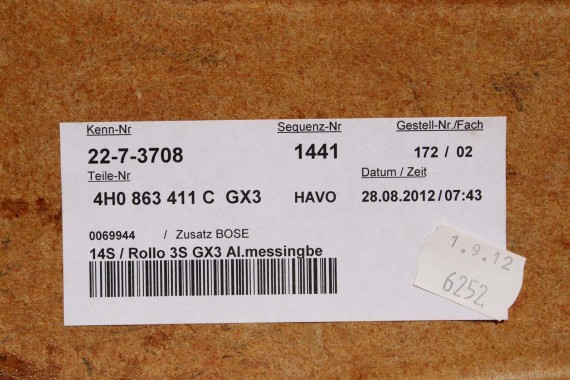 Kenn-Nr Sequenz-Nr Gestell-Nr./Fach
22-7-3708 1441 172 / 02
Teile-Nr Datum / Zeit
4H0 863 411 C GX3 HAVO 28.08.2012/07:43
0069944 / Zusatz BOSE
14S / Rollo 3S GX3 Al.messingbe
1.9.12
6252